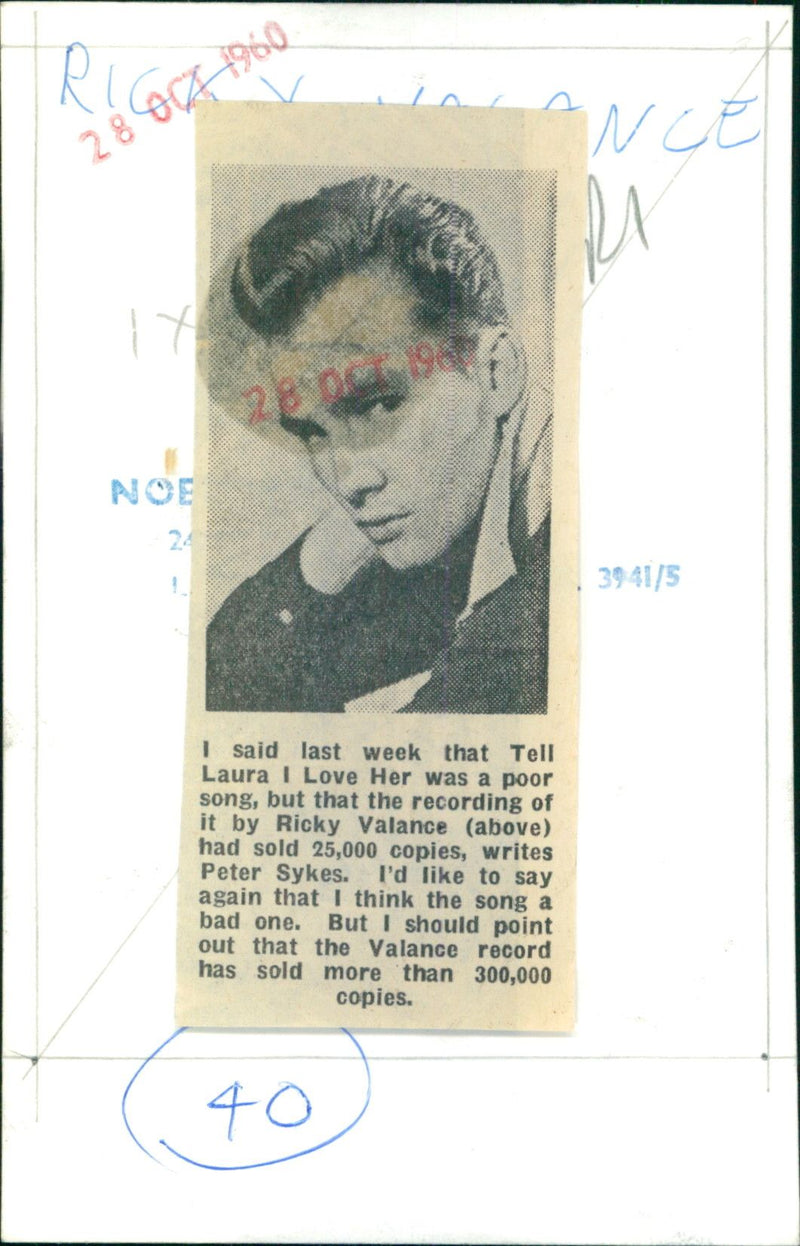 RICKY VALANCE
28 OCT 1960
RI
1 X
28 OCT 1960
NOE
24
3941/5
I said last week that Tell
Laura I Love Her was a poor
song, but that the recording of
it by Ricky Valance (above)
had sold 25,000 copies, writes
Peter Sykes. I'd like to say
again that I think the song a
bad one. But I should point
out that the Valance record
has sold more than 300,000
copies.
40